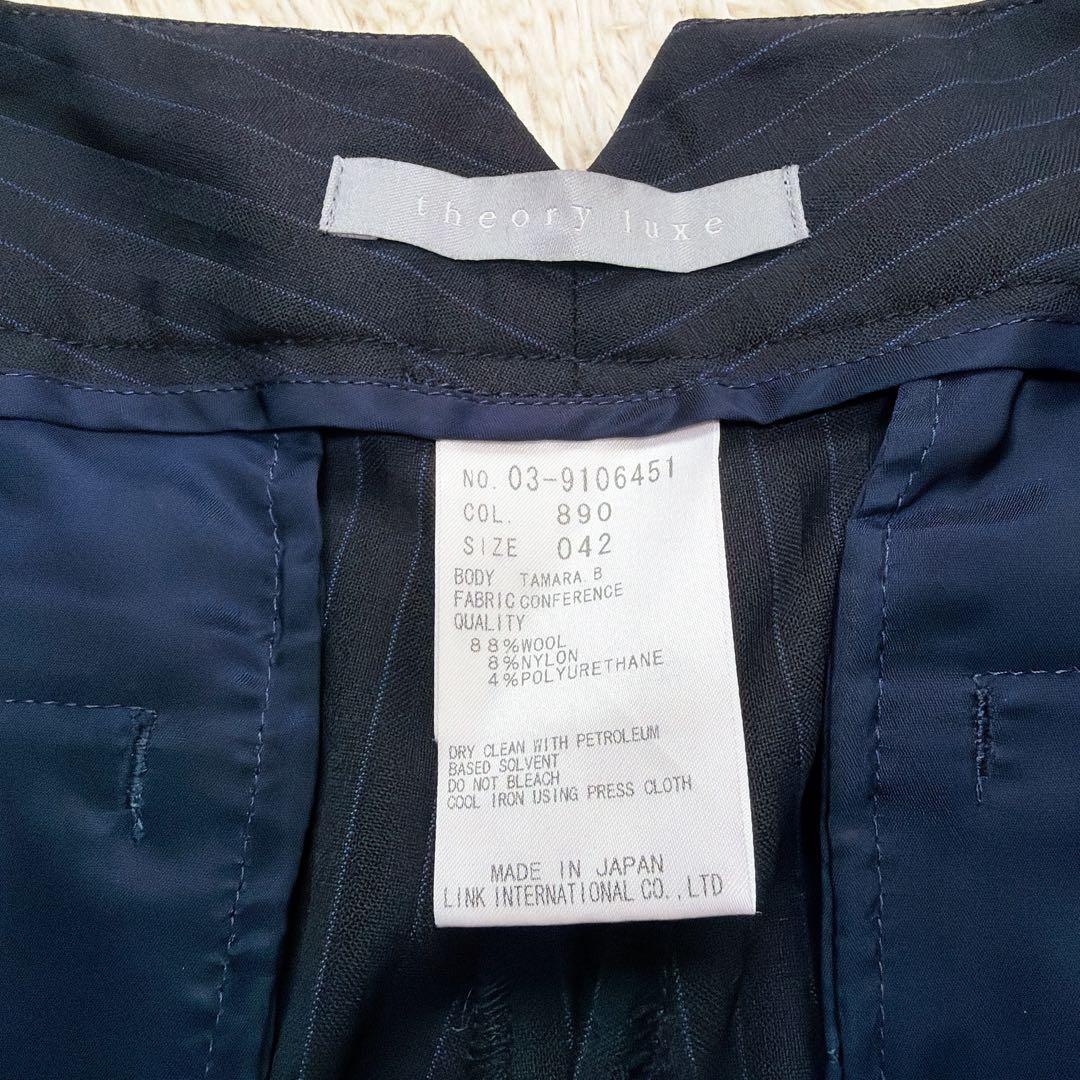 theory luxe
NO. 03-9106451
COL. 890
SIZE 042
BODY TAMARA B
FABRIC CONFERENCE
QUALITY
88%WOOL
8%NYLON
4%POLYURETHANE
DRY CLEAN WITH PETROLEUM
BASED SOLVENT
DO NOT BLEACH
COOL IRON USING PRESS CLOTH
MADE IN JAPAN
LINK INTERNATIONAL CO.,LTD